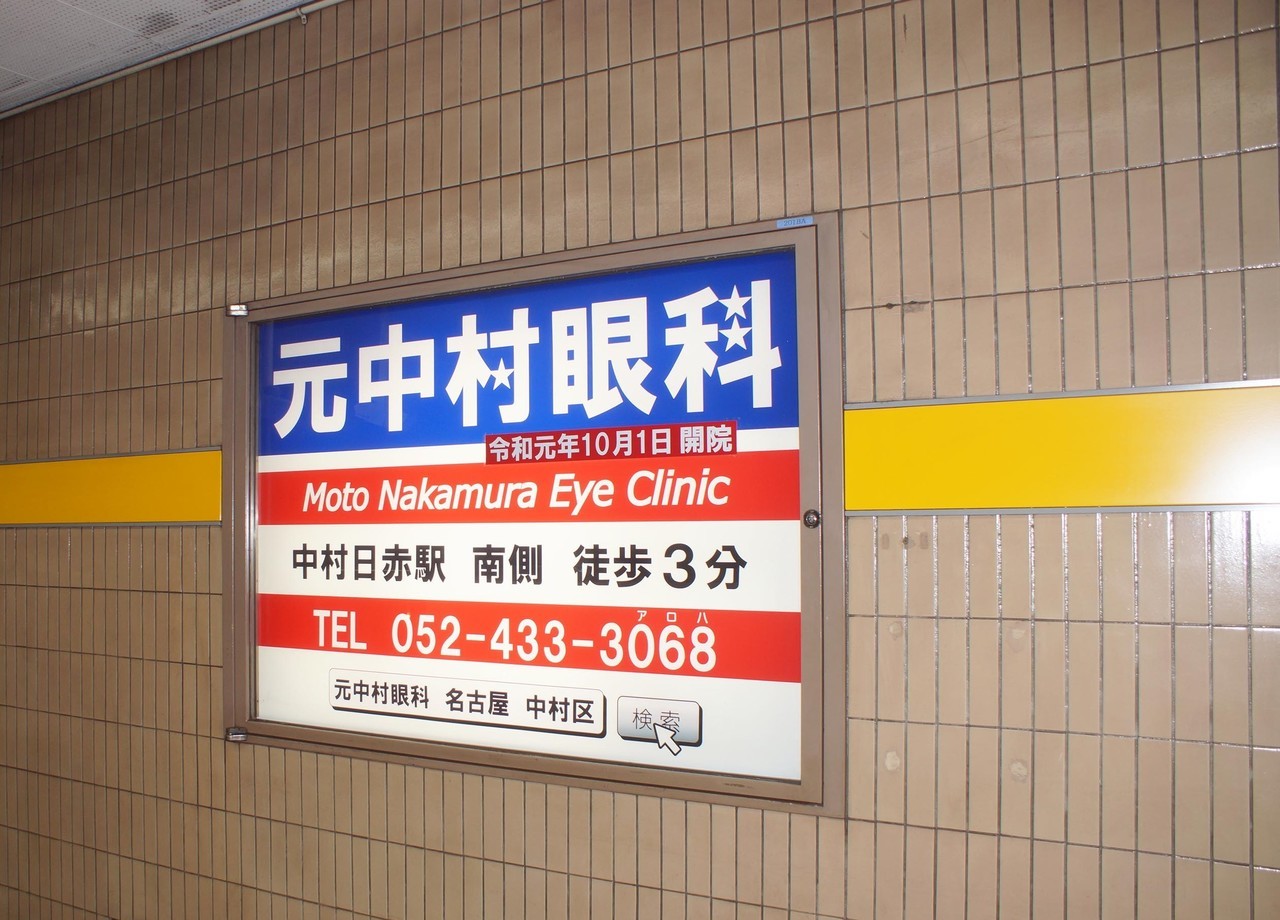 2018A
元中村眼科
令和元年10月1日 開院
Moto Nakamura Eye Clinic
中村日赤駅 南側 徒歩3分
アロハ
TEL 052-433-3068
元中村眼科 名古屋 中村区 検索